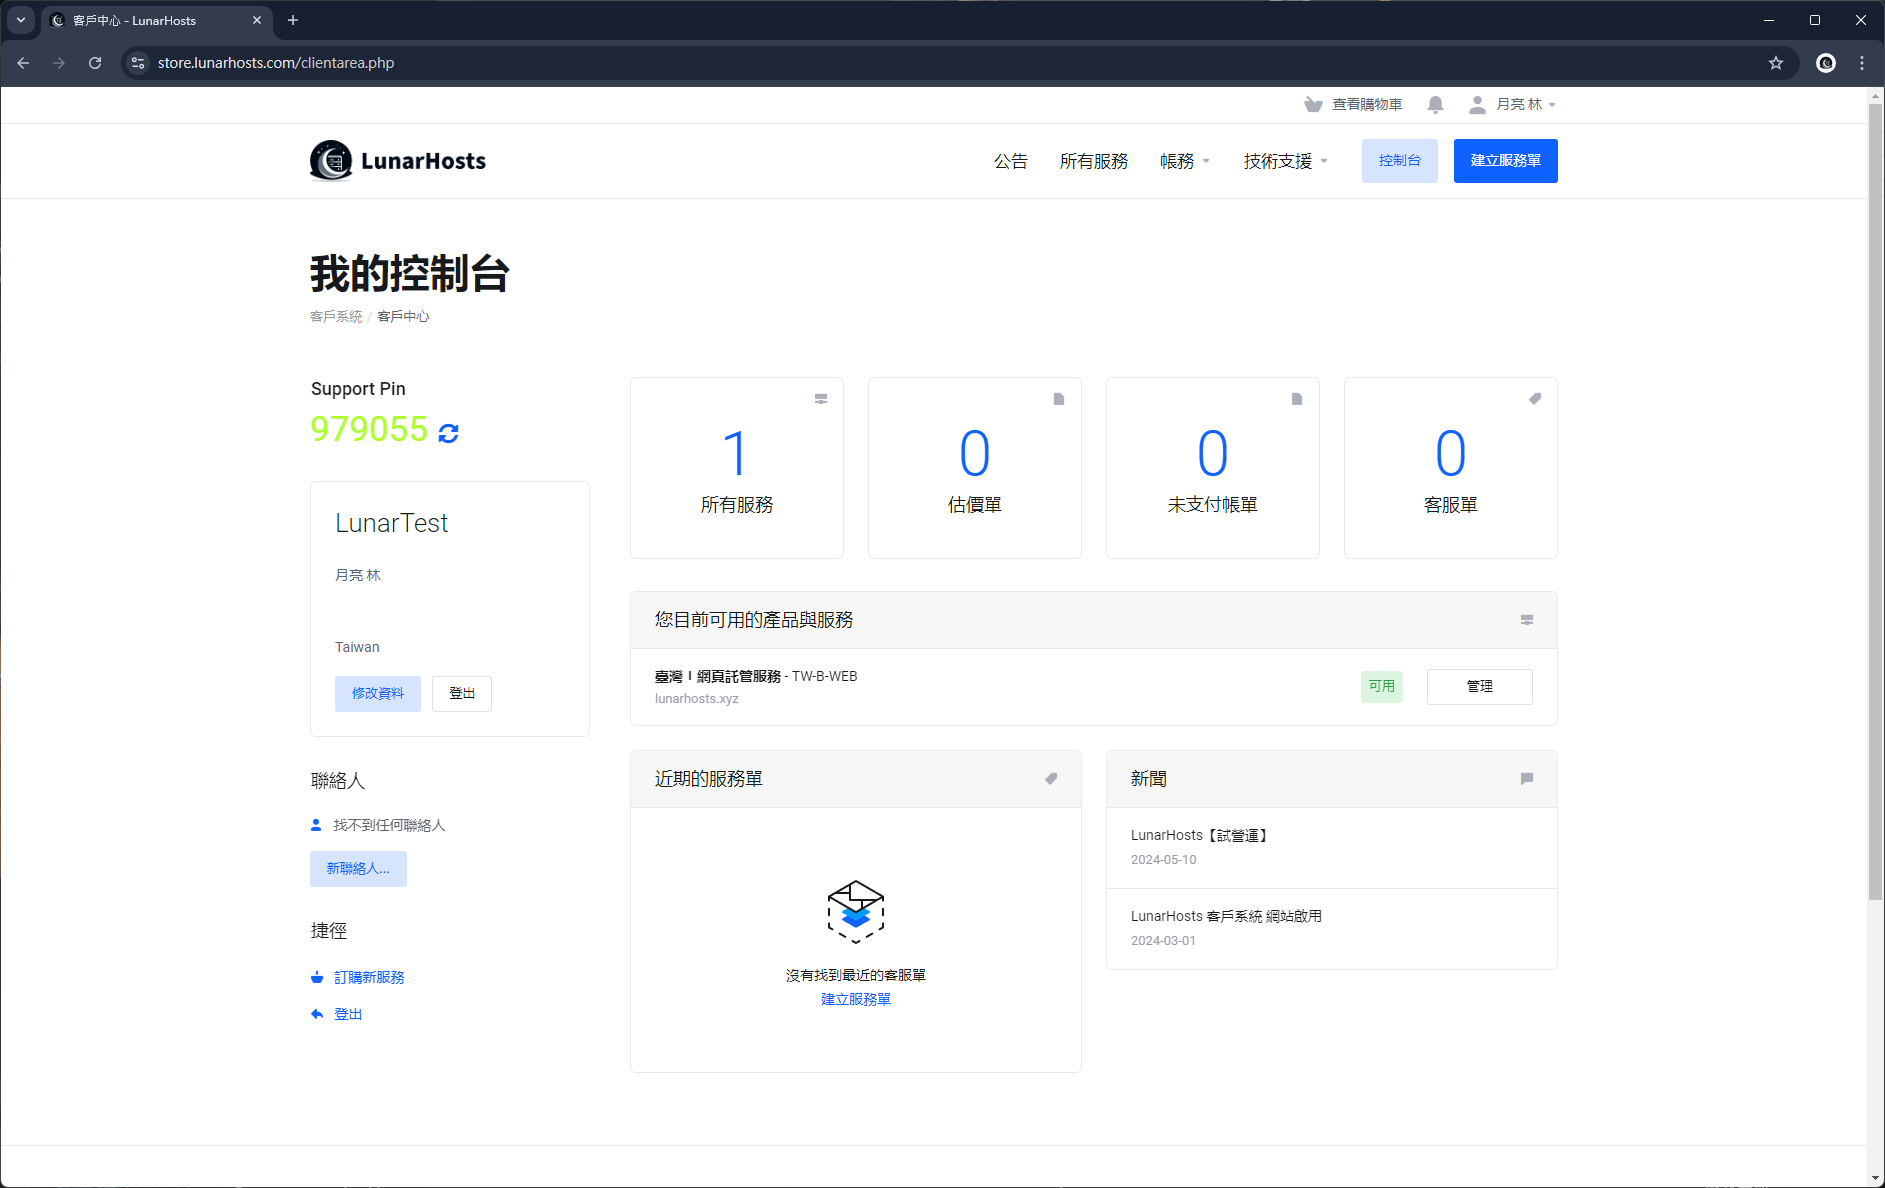 客戶中心 - LunarHosts
store.lunarhosts.com/clientarea.php
查看購物車
月亮 林
LunarHosts
公告
所有服務
帳務
技術支援
控制台
建立服務單
我的控制台
客戶系統 / 客戶中心
Support Pin
979055
LunarTest
月亮 林
Taiwan
修改資料
登出
聯絡人
找不到任何聯絡人
新聯絡人...
捷徑
訂購新服務
登出
1
所有服務
0
估價單
0
未支付帳單
0
客服單
您目前可用的產品與服務
臺灣 | 網頁託管服務 - TW-B-WEB
lunarhosts.xyz
可用
管理
近期的服務單
沒有找到最近的客服單
建立服務單
新聞
LunarHosts【試營運】
2024-05-10
LunarHosts 客戶系統 網站啟用
2024-03-01